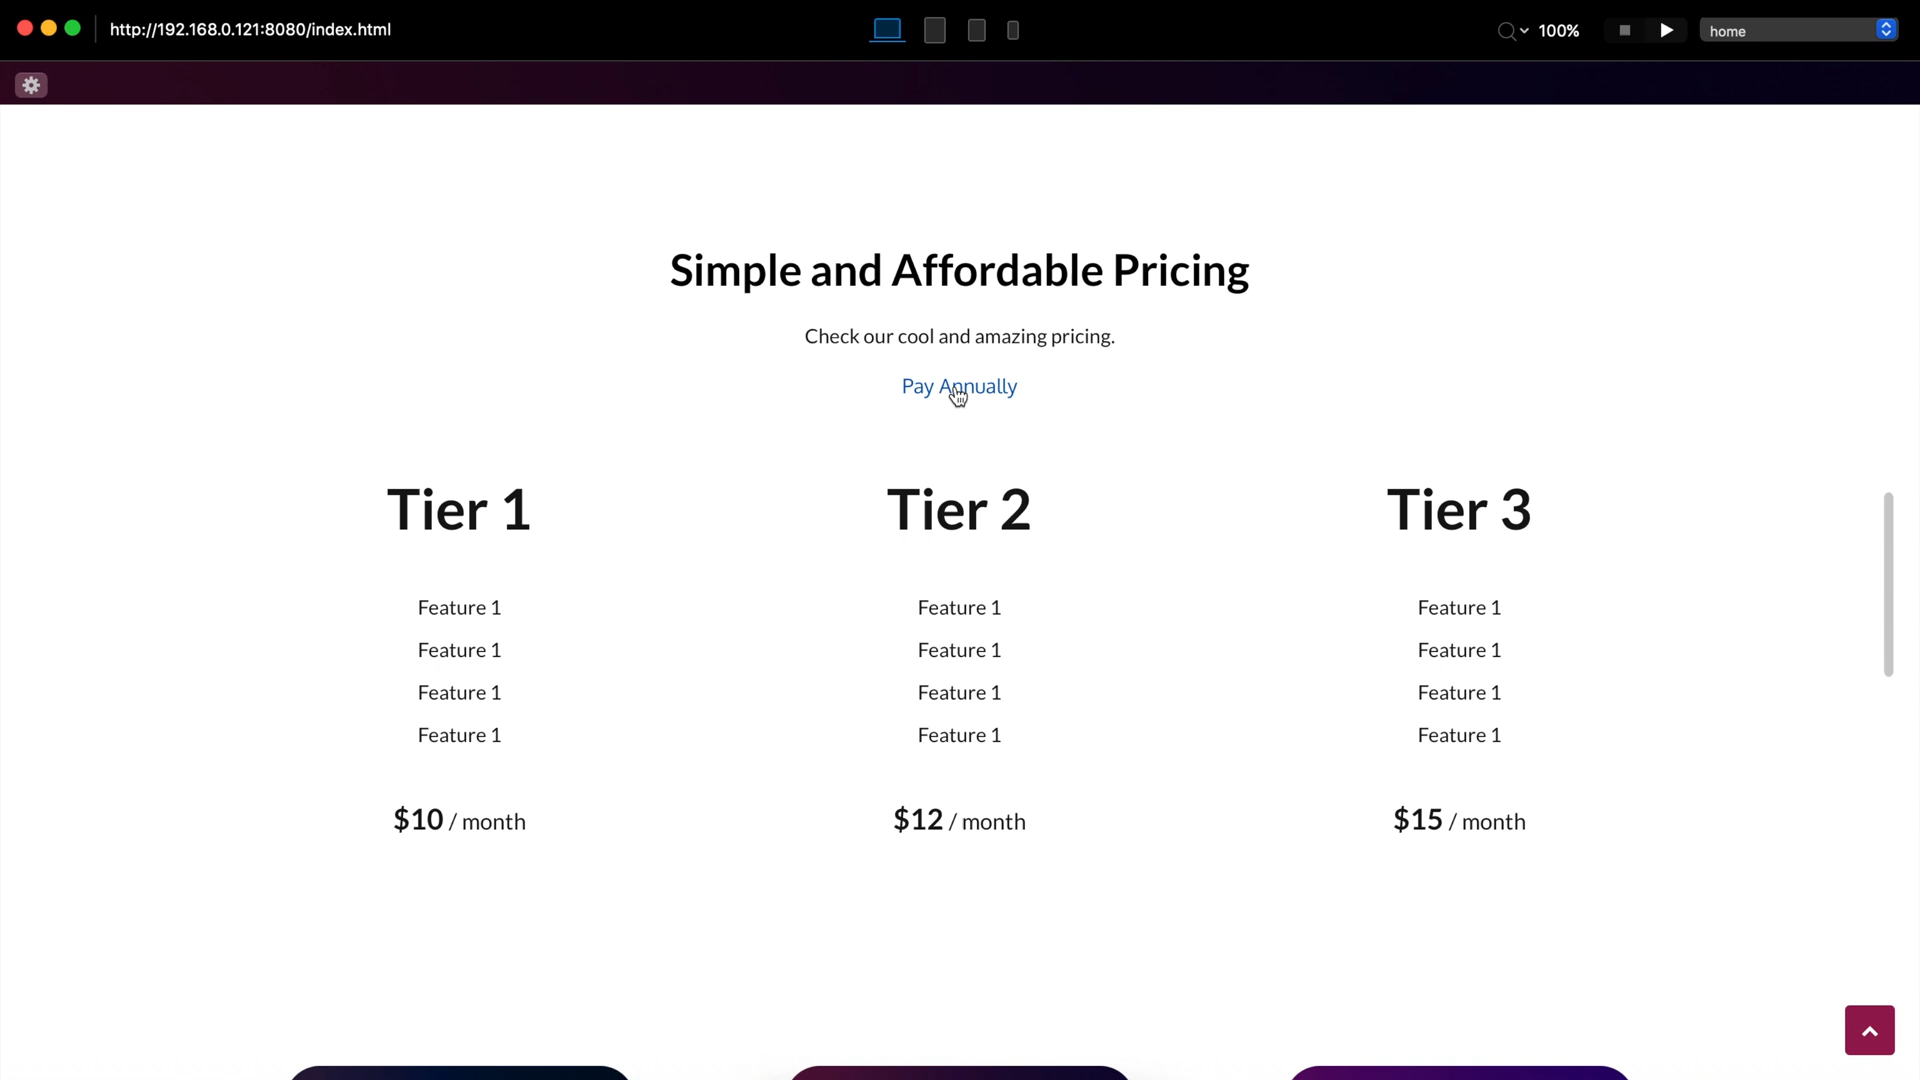 http://192.168.0.121:8080/index.html
100%
home
Simple and Affordable Pricing
Check our cool and amazing pricing.
Pay Annually
Tier 1
Tier 2
Tier 3
Feature 1
Feature 1
Feature 1
Feature 1
Feature 1
Feature 1
Feature 1
Feature 1
Feature 1
Feature 1
Feature 1
Feature 1
$10 / month
$12 / month
$15 / month